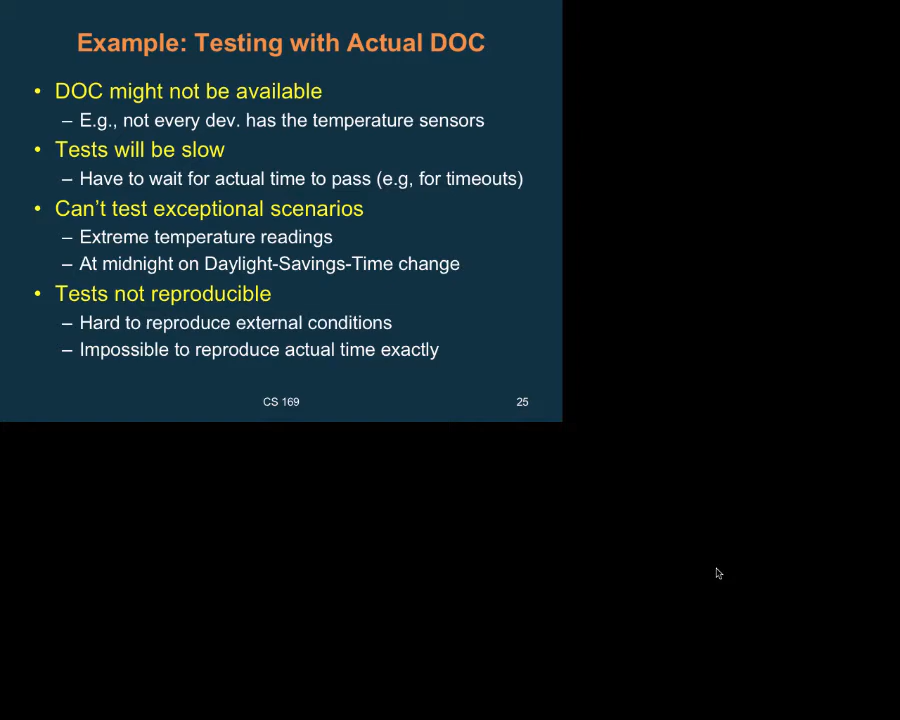 Example: Testing with Actual DOC
• DOC might not be available
– E.g., not every dev. has the temperature sensors
• Tests will be slow
– Have to wait for actual time to pass (e.g, for timeouts)
• Can't test exceptional scenarios
– Extreme temperature readings
– At midnight on Daylight-Savings-Time change
• Tests not reproducible
– Hard to reproduce external conditions
– Impossible to reproduce actual time exactly
CS 169
25